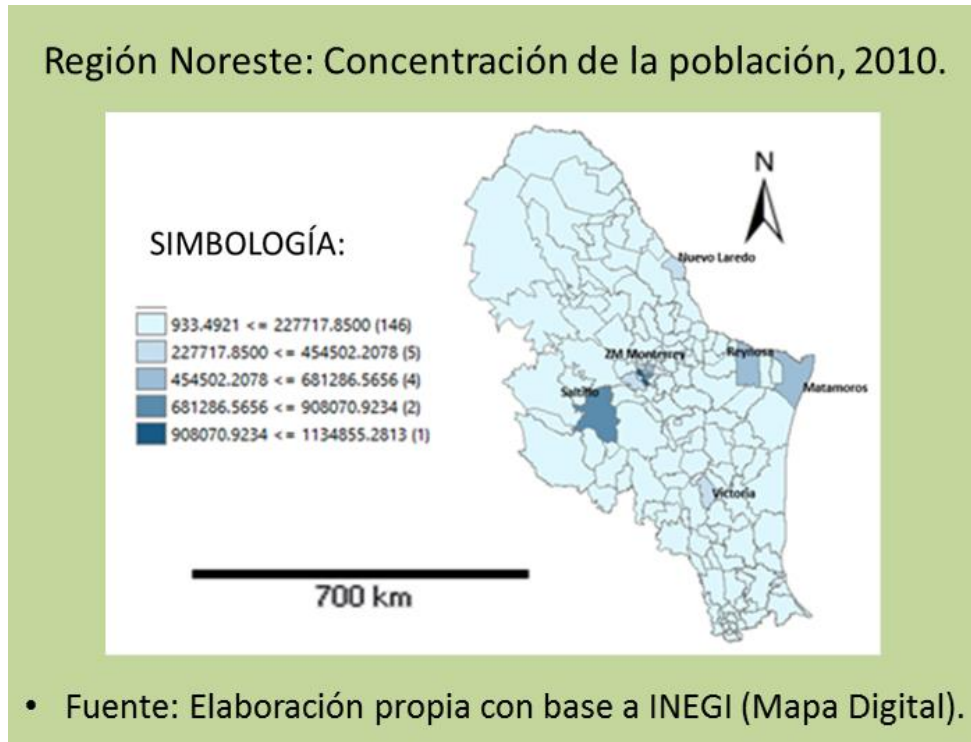 Región Noreste: Concentración de la población, 2010.
N
SIMBOLOGÍA:
Nuevo Laredo
933.4921 <= 227717.8500 (146)
227717.8500 <= 454502.2078 (5)
454502.2078 <= 681286.5656 (4)
681286.5656 <= 908070.9234 (2)
908070.9234 <= 1134855.2813 (1)
ZM Monterrey
Reynosa
Saltillo
Matamoros
Victoria
700 km
• Fuente: Elaboración propia con base a INEGI (Mapa Digital).